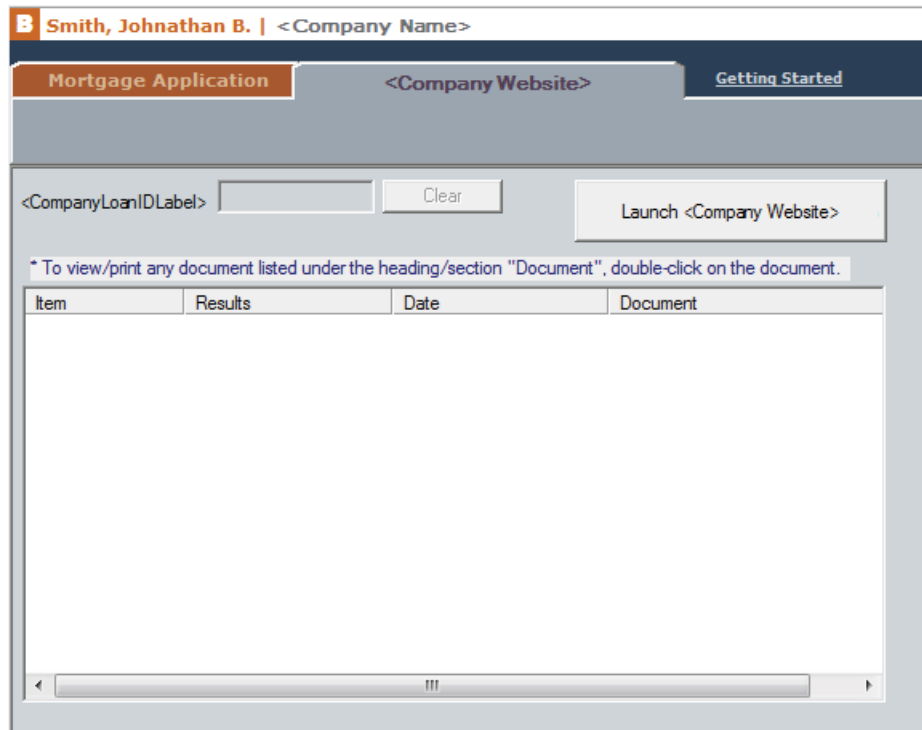 B Smith, Johnathan B. | <Company Name>
Mortgage Application <Company Website> Getting Started
<CompanyLoanIDLabel> Clear Launch <Company Website>
* To view/print any document listed under the heading/section "Document", double-click on the document.
Item Results Date Document